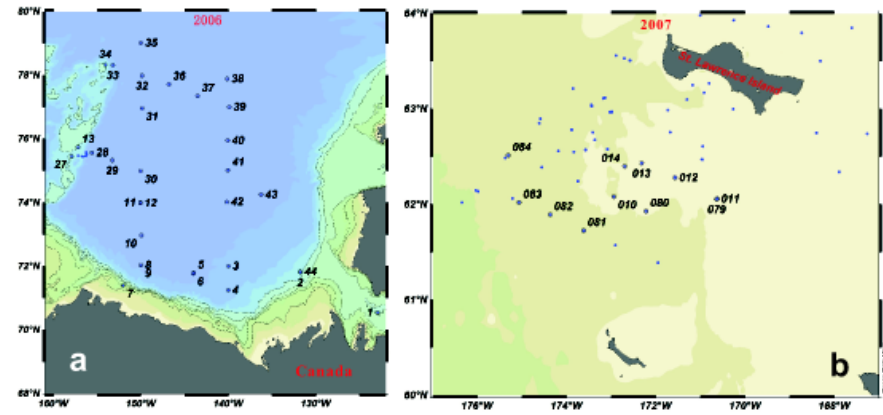 2006
80°N
78°N
76°N
74°N
72°N
70°N
68°N
160°W
150°W
140°W
130°W
34
35
33
32
36
37
38
31
39
13
40
27
28
29
41
30
43
11
12
42
10
8
9
5
6
3
4
7
44
2
1
a
Canada
2007
64°N
63°N
62°N
61°N
60°N
176°W
174°W
172°W
170°W
168°W
St. Lawrence Island
084
014
013
012
083
082
010
080
011
079
081
b